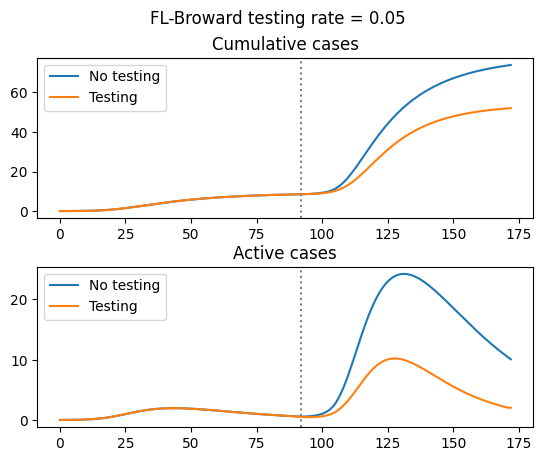 FL-Broward testing rate = 0.05
Cumulative cases
No testing
Testing
60
40
20
0
0 25 50 75 100 125 150 175
Active cases
No testing
Testing
20
10
0
0 25 50 75 100 125 150 175